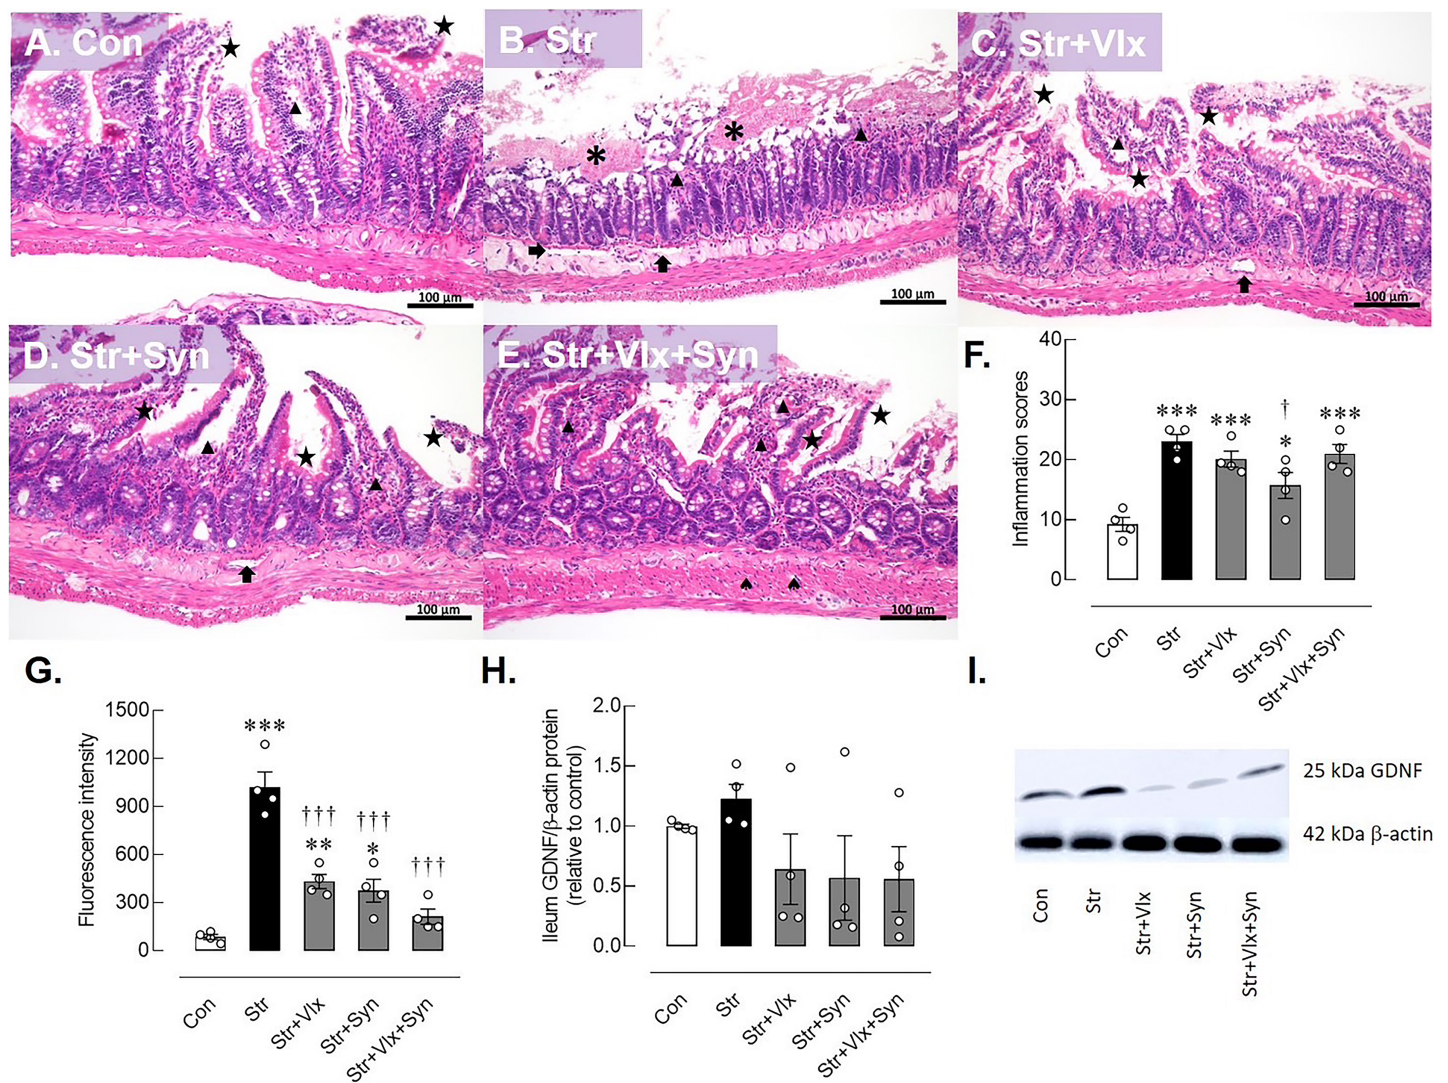 A. Con
B. Str
C. Str+Vlx
100 µm
100 µm
100 µm
D. Str+Syn
E. Str+Vlx+Syn
100 µm
100 µm
F.
Inflammation scores
40
30
20
10
0
***
***
†
*
***
Con
Str
Str+Vlx
Str+Syn
Str+Vlx+Syn
G.
Fluorescence intensity
1500
1200
900
600
300
0
***
†††
**
†††
*
†††
Con
Str
Str+Vlx
Str+Syn
Str+Vlx+Syn
H.
Ileum GDNF/β-actin protein
(relative to control)
2.0
1.5
1.0
0.5
0.0
Con
Str
Str+Vlx
Str+Syn
Str+Vlx+Syn
I.
25 kDa GDNF
42 kDa β-actin
Con
Str
Str+Vlx
Str+Syn
Str+Vlx+Syn